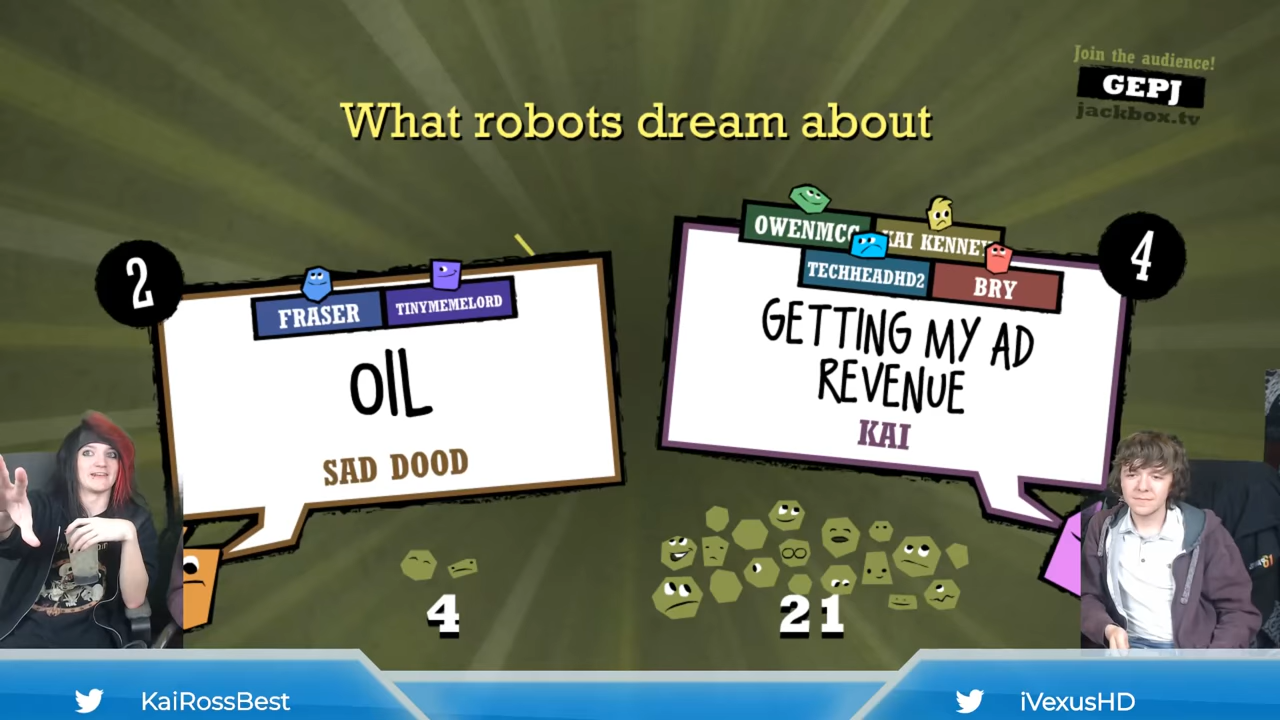 Join the audience!
GEPJ
jackbox.tv
What robots dream about
2
FRASER
TINYMEMELORD
OIL
SAD DOOD
4
OWENMCC
KAI KENNEY
TECHHEADHD2
BRY
4
GETTING MY AD
REVENUE
KAI
21
KaiRossBest
iVexusHD